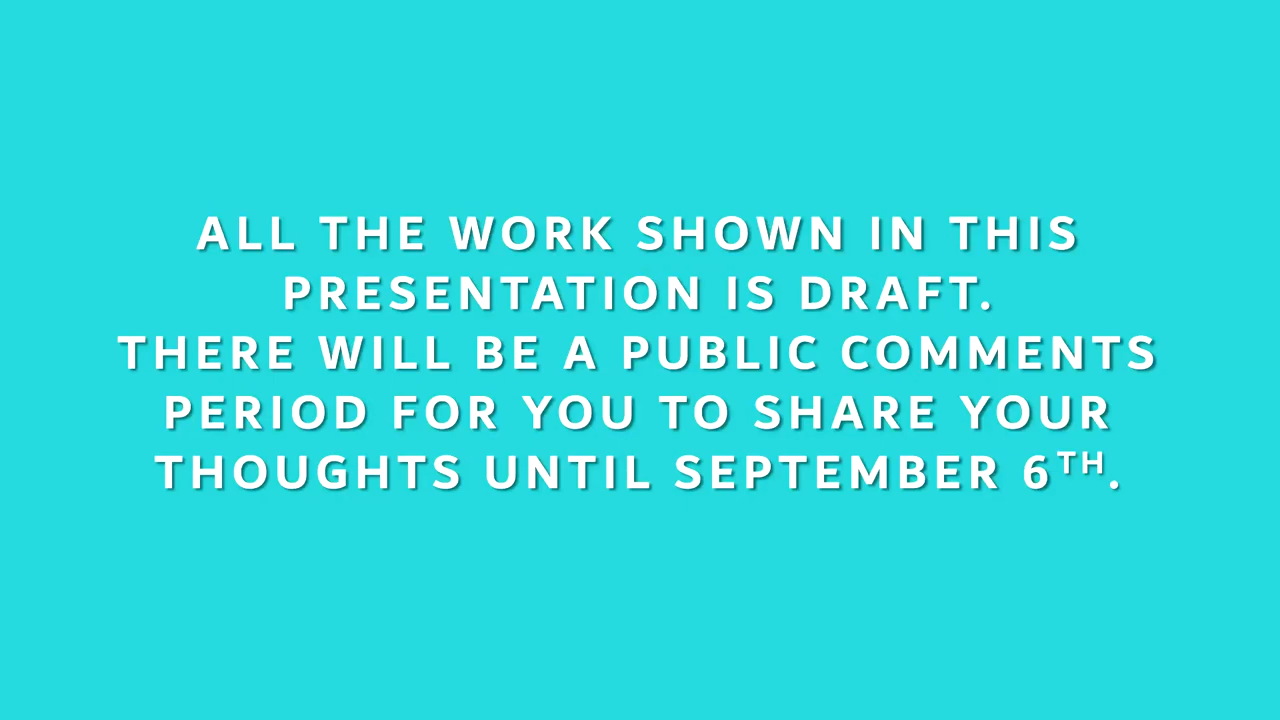 ALL THE WORK SHOWN IN THIS
PRESENTATION IS DRAFT.
THERE WILL BE A PUBLIC COMMENTS
PERIOD FOR YOU TO SHARE YOUR
THOUGHTS UNTIL SEPTEMBER 6TH.